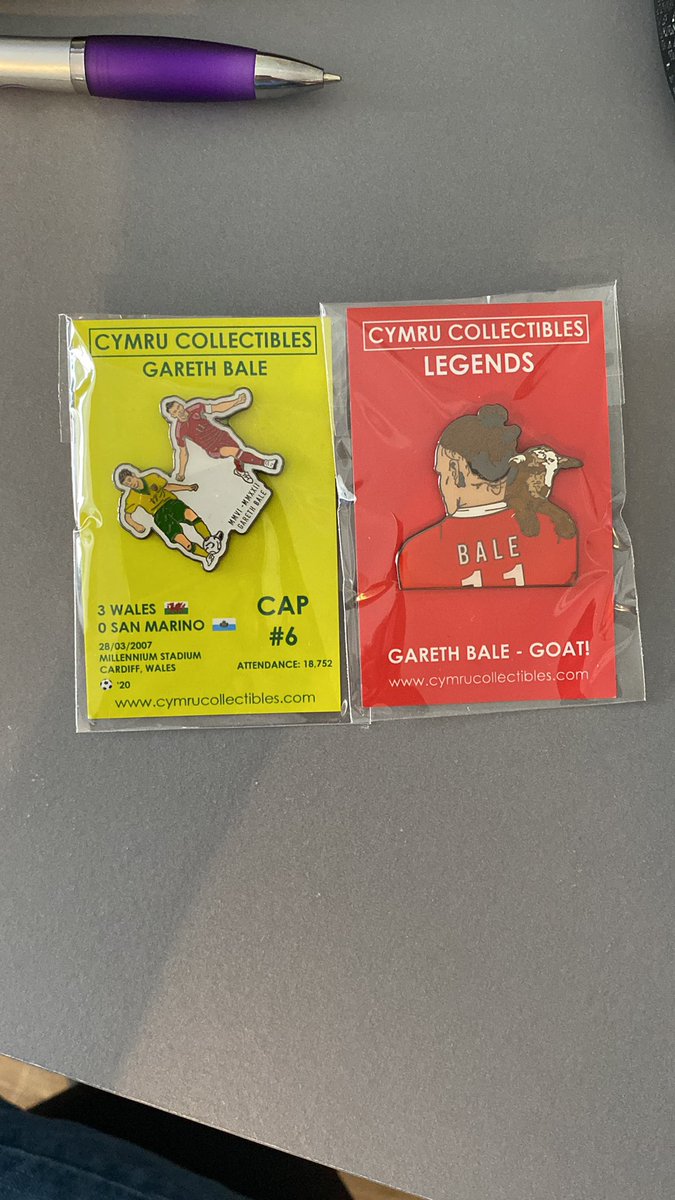 CYMRU COLLECTIBLES
GARETH BALE
MMVI - MMXXII
GARETH BALE
3 WALES
0 SAN MARINO
28/03/2007
MILLENNIUM STADIUM
CARDIFF, WALES
⚽ '20
CAP
#6
ATTENDANCE: 18,752
www.cymrucollectibles.com
CYMRU COLLECTIBLES
LEGENDS
BALE
11
GARETH BALE - GOAT!
www.cymrucollectibles.com